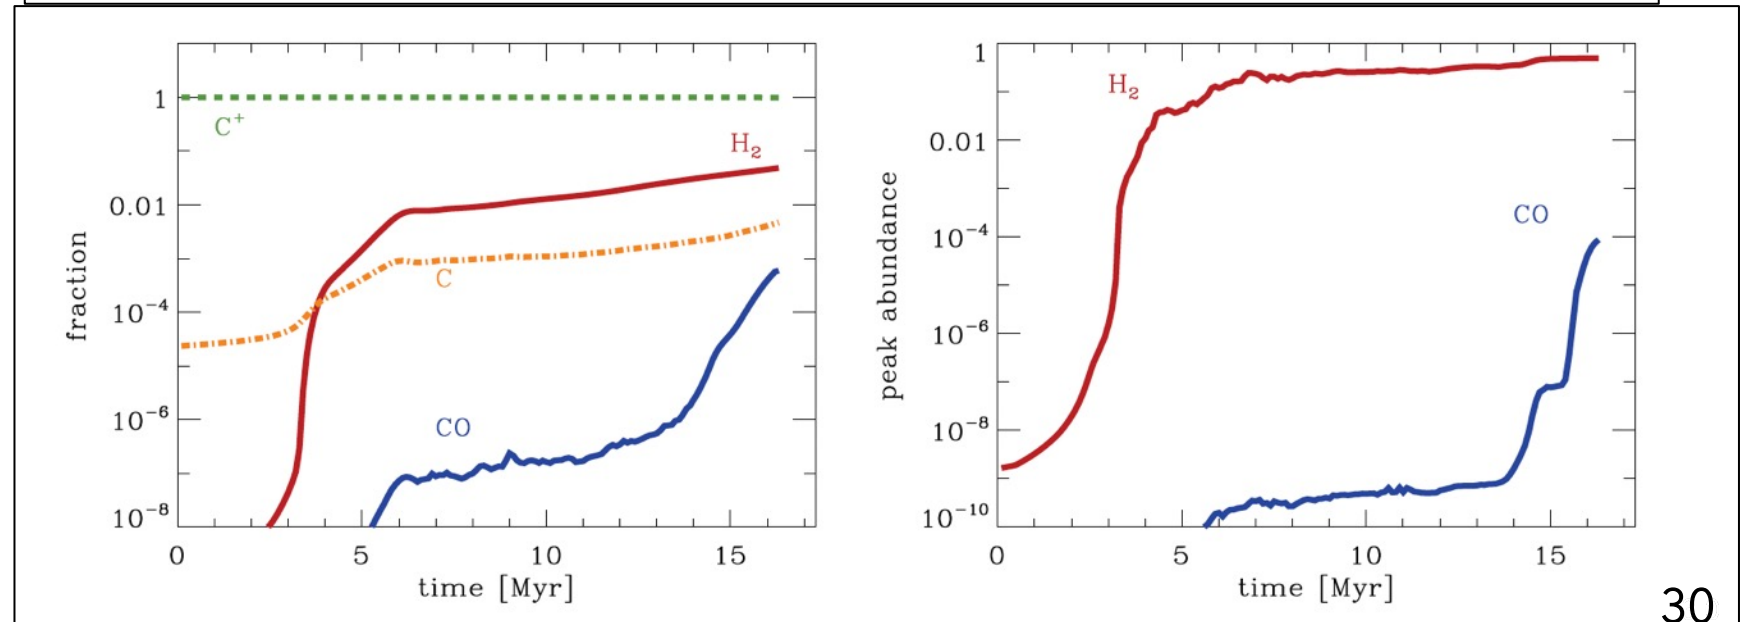 1
C⁺
H₂
0.01
C
10⁻⁴
CO
10⁻⁶
10⁻⁸
fraction
0 5 10 15
time [Myr]
1
H₂
0.01
CO
10⁻⁴
10⁻⁶
10⁻⁸
10⁻¹⁰
peak abundance
0 5 10 15
time [Myr]
30